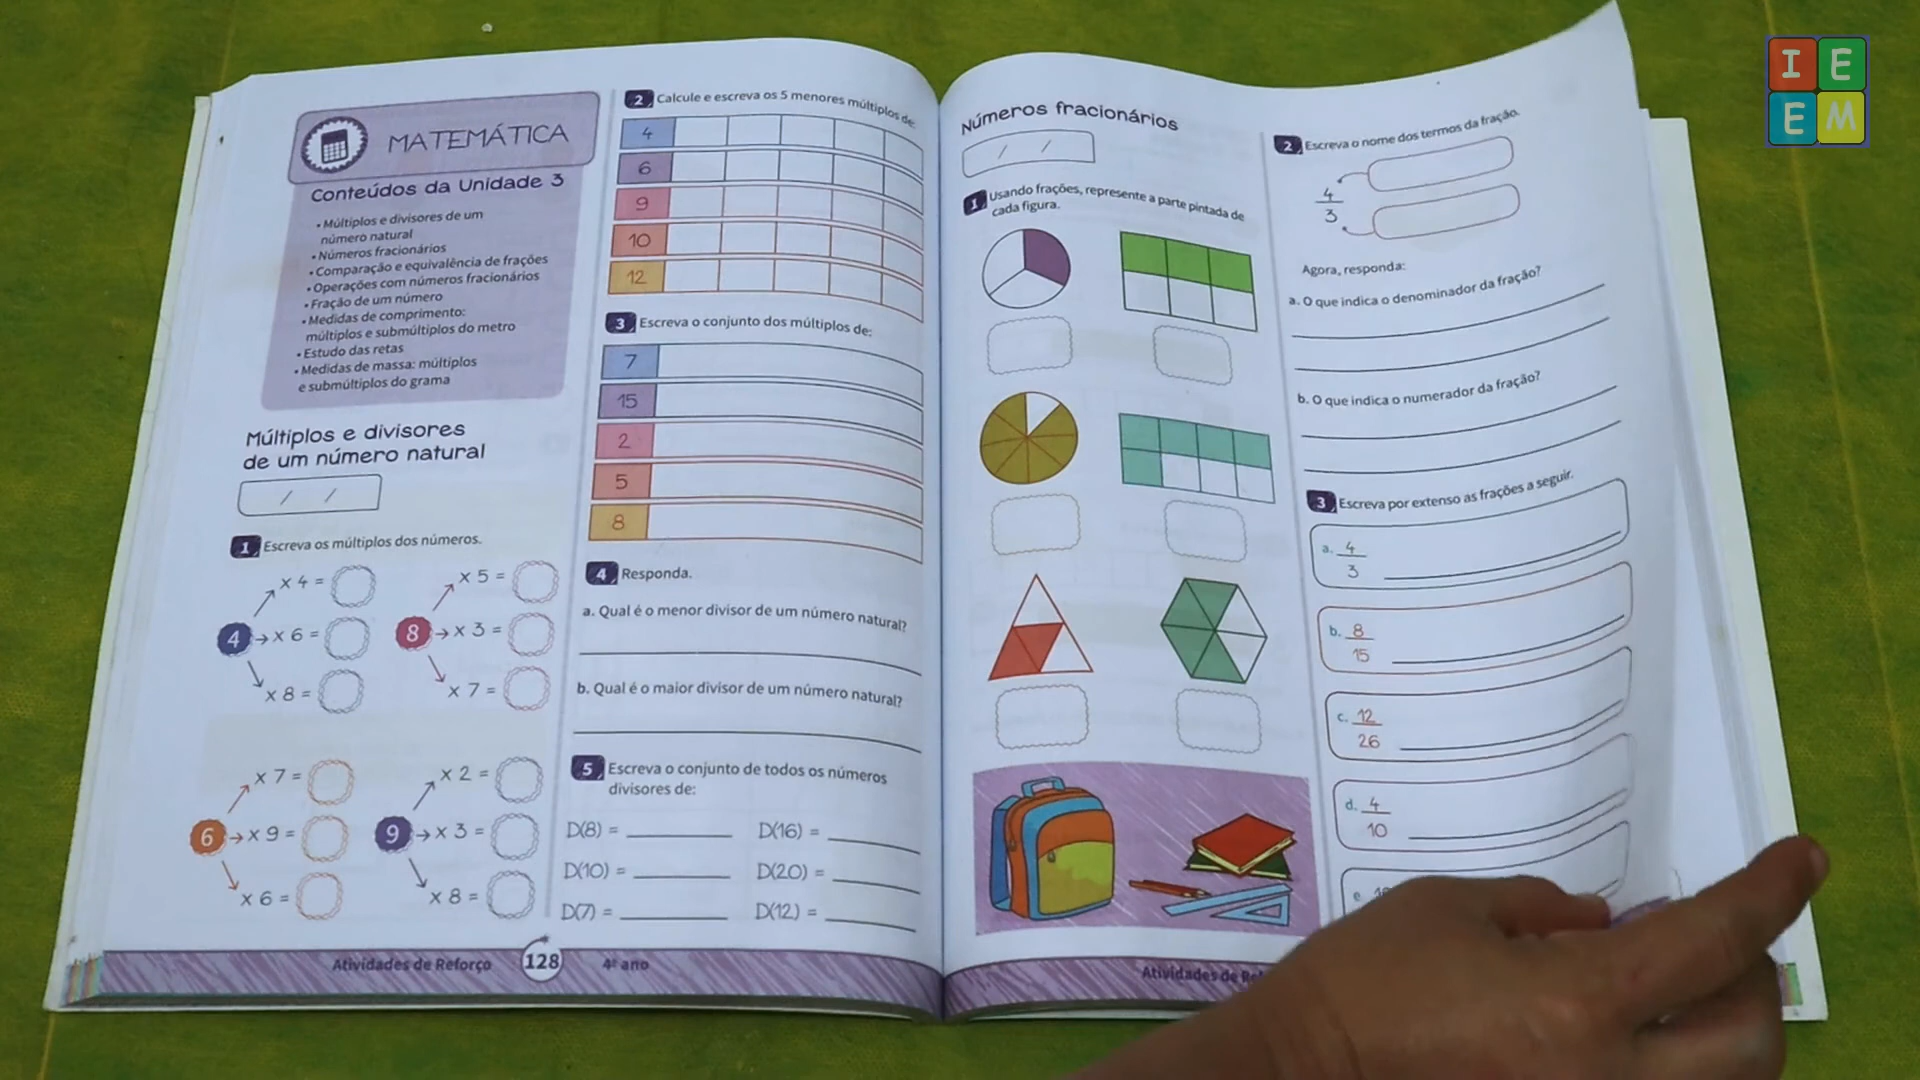 MATEMÁTICA
Conteúdos da Unidade 3
• Múltiplos e divisores de um
número natural
• Números fracionários
• Comparação e equivalência de frações
• Operações com números fracionários
• Fração de um número
• Medidas de comprimento:
múltiplos e submúltiplos do metro
• Estudo das retas
• Medidas de massa: múltiplos
e submúltiplos do grama
Múltiplos e divisores
de um número natural
/ /
1 Escreva os múltiplos dos números.
4
x 4 =
x 6 =
x 8 =
8
x 5 =
x 3 =
x 7 =
6
x 7 =
x 9 =
x 6 =
9
x 2 =
x 3 =
x 8 =
2 Calcule e escreva os 5 menores múltiplos de:
4
6
9
10
12
3 Escreva o conjunto dos múltiplos de:
7
15
2
5
8
4 Responda.
a. Qual é o menor divisor de um número natural?
b. Qual é o maior divisor de um número natural?
5 Escreva o conjunto de todos os números
divisores de:
D(8) = D(16) =
D(10) = D(20) =
D(7) = D(12) =
Atividades de Reforço 128 4º ano
Números fracionários
/ /
1 Usando frações, represente a parte pintada de
cada figura.
2 Escreva o nome dos termos da fração.
4
3
Agora, responda:
a. O que indica o denominador da fração?
b. O que indica o numerador da fração?
3 Escreva por extenso as frações a seguir.
a. 4
3
b. 8
15
c. 12
26
d. 4
10
e
Atividades de
I E
E M